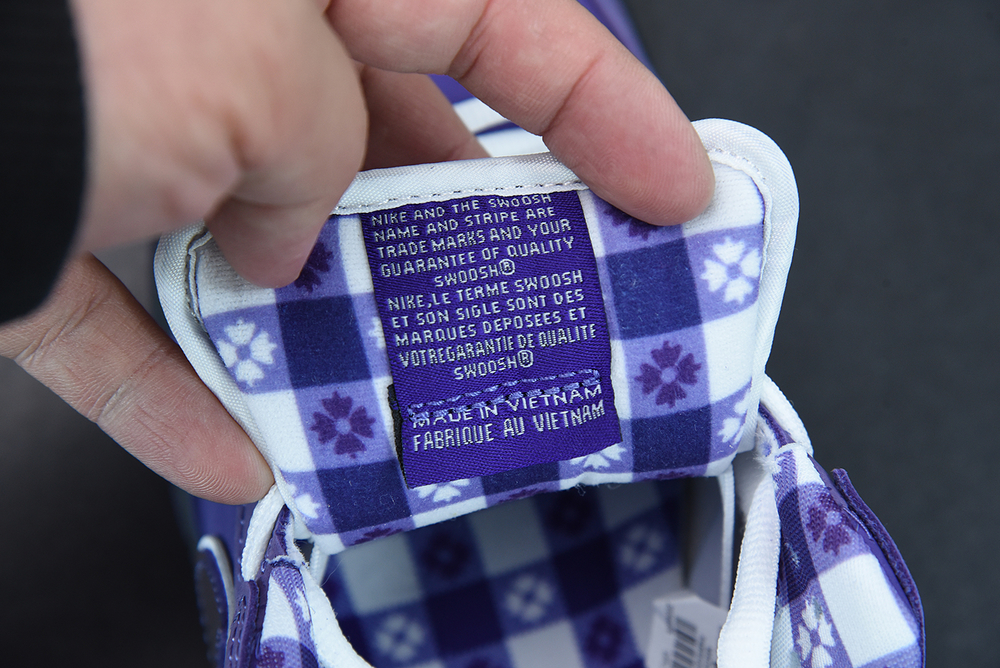 NIKE AND THE SWOOSH
NAME AND STRIPE ARE
TRADE MARKS AND YOUR
GUARANTEE OF QUALITY
SWOOSH®
NIKE,LE TERME SWOOSH
ET SON SIGLE SONT DES
MARQUES DEPOSEES ET
VOTREGARANTIE DE QUALITE
SWOOSH®
MADE IN VIETNAM
FABRIQUE AU VIETNAM